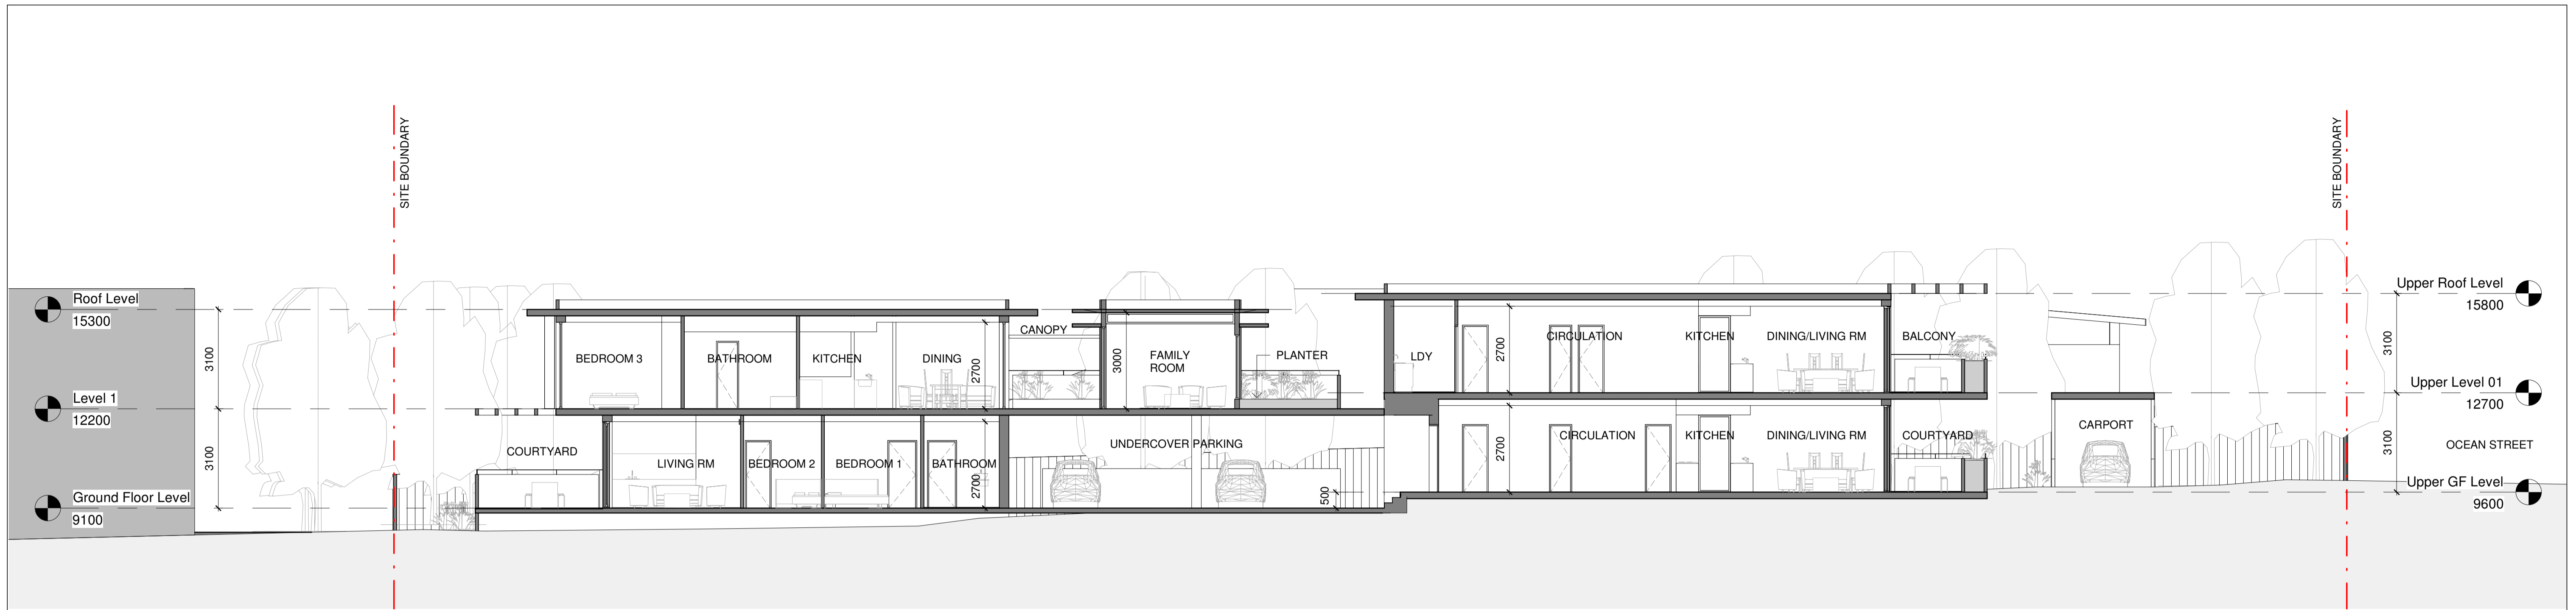 SITE BOUNDARY
SITE BOUNDARY
Roof Level
15300
3100
Level 1
12200
3100
Ground Floor Level
9100
BEDROOM 3
BATHROOM
KITCHEN
DINING
2700
CANOPY
3000
FAMILY
ROOM
PLANTER
COURTYARD
LIVING RM
BEDROOM 2
BEDROOM 1
BATHROOM
2700
UNDERCOVER PARKING
500
LDY
2700
CIRCULATION
KITCHEN
DINING/LIVING RM
BALCONY
2700
CIRCULATION
KITCHEN
DINING/LIVING RM
COURTYARD
CARPORT
OCEAN STREET
Upper Roof Level
15800
3100
Upper Level 01
12700
3100
Upper GF Level
9600